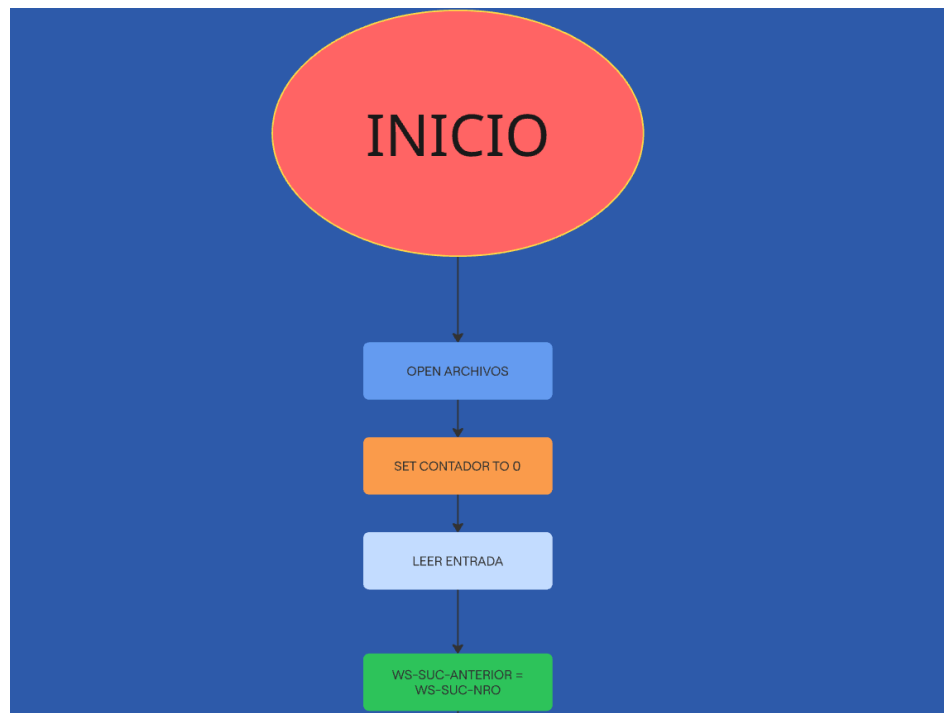 INICIO
OPEN ARCHIVOS
SET CONTADOR TO 0
LEER ENTRADA
WS-SUC-ANTERIOR =
WS-SUC-NRO